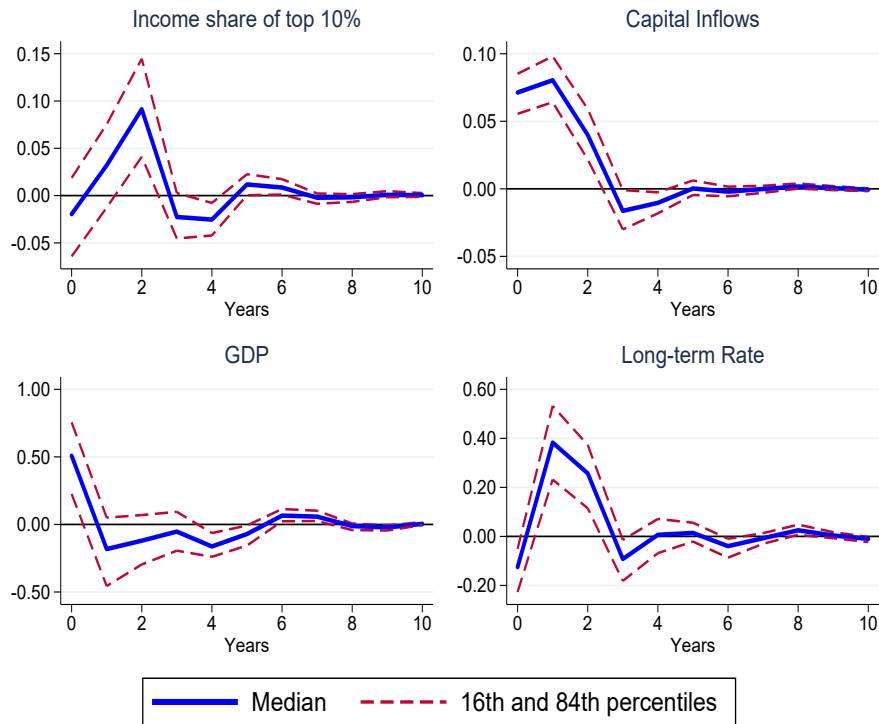 Income share of top 10%
0.15
0.10
0.05
0.00
-0.05
0 2 4 6 8 10
Years
Capital Inflows
0.10
0.05
0.00
-0.05
0 2 4 6 8 10
Years
GDP
1.00
0.50
0.00
-0.50
0 2 4 6 8 10
Years
Long-term Rate
0.60
0.40
0.20
0.00
-0.20
0 2 4 6 8 10
Years
Median 16th and 84th percentiles